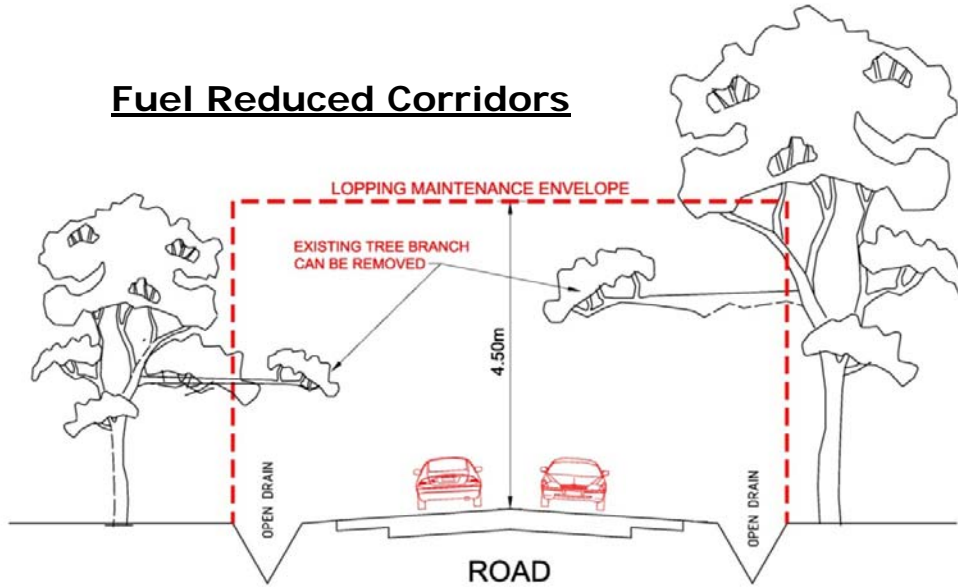 Fuel Reduced Corridors
LOPPING MAINTENANCE ENVELOPE
EXISTING TREE BRANCH
CAN BE REMOVED
4.50m
OPEN DRAIN
OPEN DRAIN
ROAD